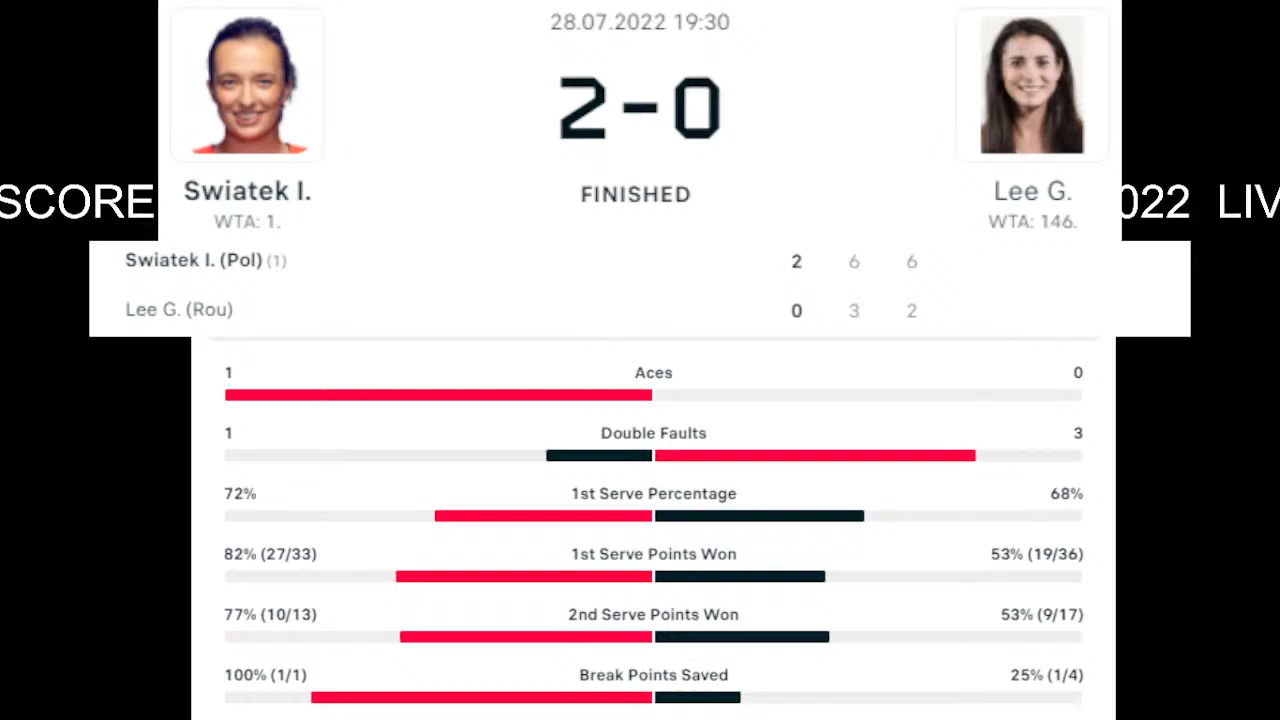 28.07.2022 19:30
2-0
SCORE
Swiatek I.
FINISHED
Lee G.
022 LIV
WTA: 1.
WTA: 146.
Swiatek I. (Pol) (1) 2 6 6
Lee G. (Rou) 0 3 2
1 Aces 0
1 Double Faults 3
72% 1st Serve Percentage 68%
82% (27/33) 1st Serve Points Won 53% (19/36)
77% (10/13) 2nd Serve Points Won 53% (9/17)
100% (1/1) Break Points Saved 25% (1/4)